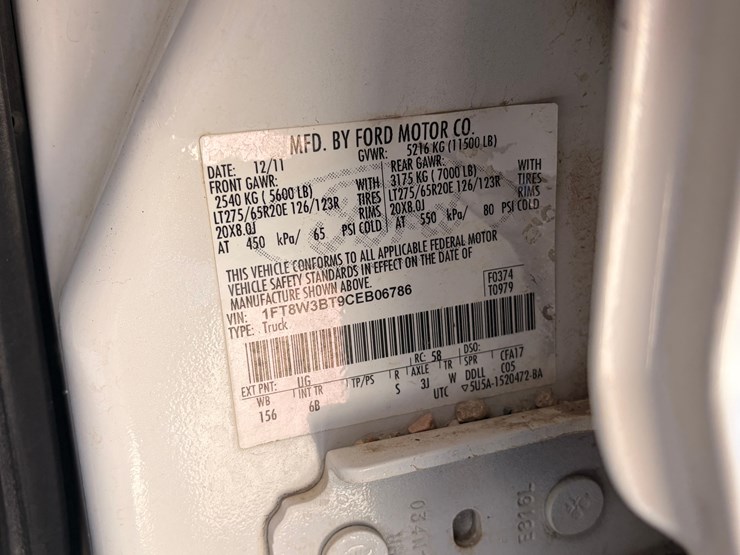 MFD. BY FORD MOTOR CO.
DATE: 12/11 GVWR: 5216 KG (11500 LB)
FRONT GAWR: REAR GAWR:
2540 KG ( 5600 LB) WITH 3175 KG ( 7000 LB) WITH
LT275/65R20E 126/123R TIRES LT275/65R20E 126/123R TIRES
20X8.0J RIMS 20X8.0J RIMS
AT 450 kPa/ 65 PSI COLD AT 550 kPa/ 80 PSI COLD
THIS VEHICLE CONFORMS TO ALL APPLICABLE FEDERAL MOTOR
VEHICLE SAFETY STANDARDS IN EFFECT ON THE DATE OF
MANUFACTURE SHOWN ABOVE.
VIN: 1FT8W3BT9CEB06786
TYPE: Truck
F0374
T0979
EXT PNT: UG RC: 58 DSO:
WB INT TR TP/PS R AXLE TR SPR CFA17
156 6B S 3J W DDLL C05
UTC ▽5U5A-1520472-BA
E316L